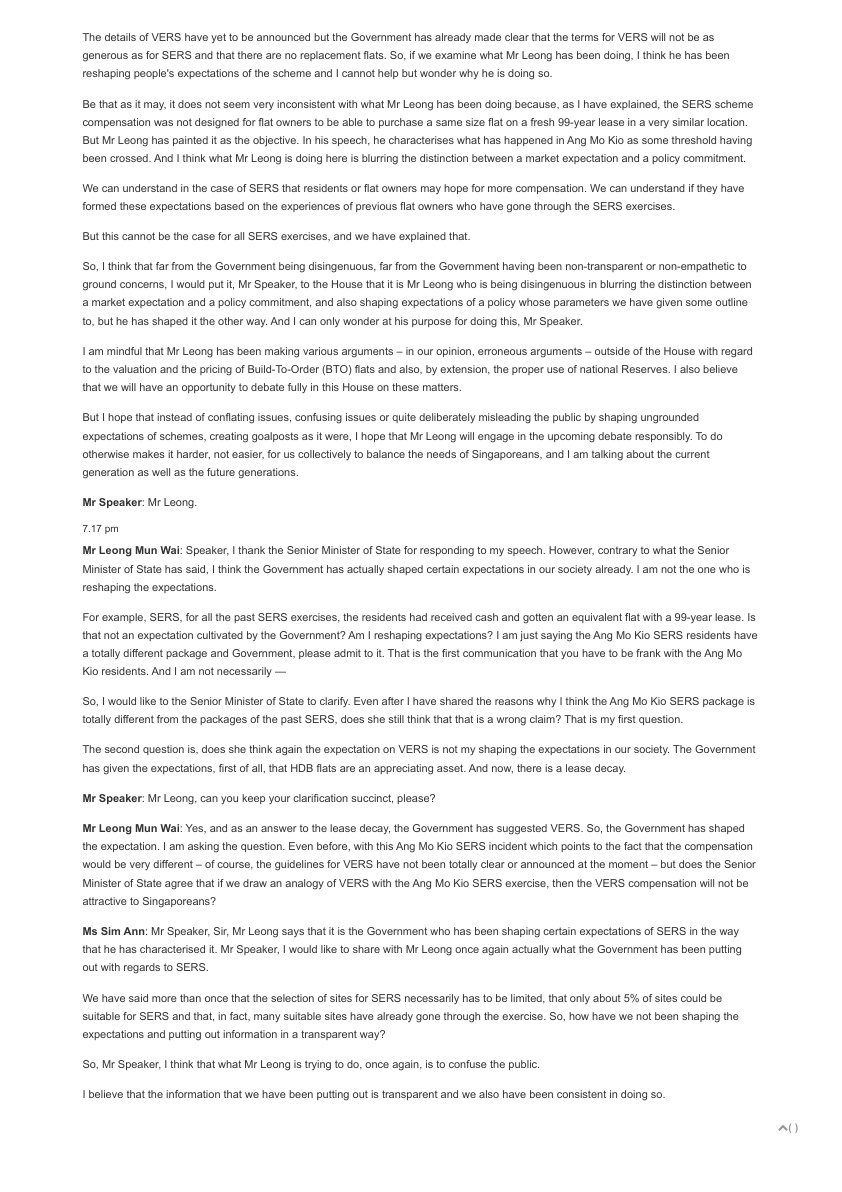 The details of VERS have yet to be announced but the Government has already made clear that the terms for VERS will not be as
generous as for SERS and that there are no replacement flats. So, if we examine what Mr Leong has been doing, I think he has been
reshaping people's expectations of the scheme and I cannot help but wonder why he is doing so.
Be that as it may, it does not seem very inconsistent with what Mr Leong has been doing because, as I have explained, the SERS scheme
compensation was not designed for flat owners to be able to purchase a same size flat on a fresh 99-year lease in a very similar location.
But Mr Leong has painted it as the objective. In his speech, he characterises what has happened in Ang Mo Kio as some threshold having
been crossed. And I think what Mr Leong is doing here is blurring the distinction between a market expectation and a policy commitment.
We can understand in the case of SERS that residents or flat owners may hope for more compensation. We can understand if they have
formed these expectations based on the experiences of previous flat owners who have gone through the SERS exercises.
But this cannot be the case for all SERS exercises, and we have explained that.
So, I think that far from the Government being disingenuous, far from the Government having been non-transparent or non-empathetic to
ground concerns, I would put it, Mr Speaker, to the House that it is Mr Leong who is being disingenuous in blurring the distinction between
a market expectation and a policy commitment, and also shaping expectations of a policy whose parameters we have given some outline
to, but he has shaped it the other way. And I can only wonder at his purpose for doing this, Mr Speaker.
I am mindful that Mr Leong has been making various arguments – in our opinion, erroneous arguments – outside of the House with regard
to the valuation and the pricing of Build-To-Order (BTO) flats and also, by extension, the proper use of national Reserves. I also believe
that we will have an opportunity to debate fully in this House on these matters.
But I hope that instead of conflating issues, confusing issues or quite deliberately misleading the public by shaping ungrounded
expectations of schemes, creating goalposts as it were, I hope that Mr Leong will engage in the upcoming debate responsibly. To do
otherwise makes it harder, not easier, for us collectively to balance the needs of Singaporeans, and I am talking about the current
generation as well as the future generations.
Mr Speaker: Mr Leong.
7.17 pm
Mr Leong Mun Wai: Speaker, I thank the Senior Minister of State for responding to my speech. However, contrary to what the Senior
Minister of State has said, I think the Government has actually shaped certain expectations in our society already. I am not the one who is
reshaping the expectations.
For example, SERS, for all the past SERS exercises, the residents had received cash and gotten an equivalent flat with a 99-year lease. Is
that not an expectation cultivated by the Government? Am I reshaping expectations? I am just saying the Ang Mo Kio SERS residents have
a totally different package and Government, please admit to it. That is the first communication that you have to be frank with the Ang Mo
Kio residents. And I am not necessarily —
So, I would like to the Senior Minister of State to clarify. Even after I have shared the reasons why I think the Ang Mo Kio SERS package is
totally different from the packages of the past SERS, does she still think that that is a wrong claim? That is my first question.
The second question is, does she think again the expectation on VERS is not my shaping the expectations in our society. The Government
has given the expectations, first of all, that HDB flats are an appreciating asset. And now, there is a lease decay.
Mr Speaker: Mr Leong, can you keep your clarification succinct, please?
Mr Leong Mun Wai: Yes, and as an answer to the lease decay, the Government has suggested VERS. So, the Government has shaped
the expectation. I am asking the question. Even before, with this Ang Mo Kio SERS incident which points to the fact that the compensation
would be very different – of course, the guidelines for VERS have not been totally clear or announced at the moment – but does the Senior
Minister of State agree that if we draw an analogy of VERS with the Ang Mo Kio SERS exercise, then the VERS compensation will not be
attractive to Singaporeans?
Ms Sim Ann: Mr Speaker, Sir, Mr Leong says that it is the Government who has been shaping certain expectations of SERS in the way
that he has characterised it. Mr Speaker, I would like to share with Mr Leong once again actually what the Government has been putting
out with regards to SERS.
We have said more than once that the selection of sites for SERS necessarily has to be limited, that only about 5% of sites could be
suitable for SERS and that, in fact, many suitable sites have already gone through the exercise. So, how have we not been shaping the
expectations and putting out information in a transparent way?
So, Mr Speaker, I think that what Mr Leong is trying to do, once again, is to confuse the public.
I believe that the information that we have been putting out is transparent and we also have been consistent in doing so.
( )